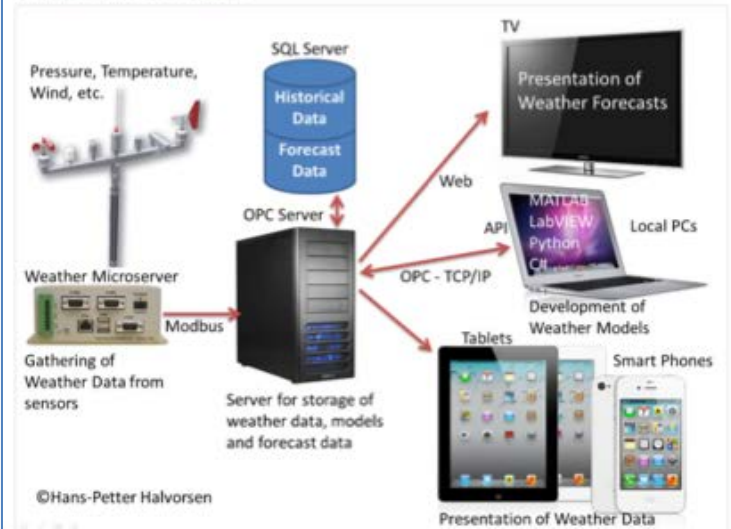 TV
SQL Server
Pressure, Temperature,
Wind, etc.
Historical
Data
Forecast
Data
Presentation of
Weather Forecasts
Web
OPC Server
MATLAB
LabVIEW
Python
C#
API
Local PCs
OPC - TCP/IP
Weather Microserver
Modbus
Development of
Weather Models
Gathering of
Weather Data from
sensors
Tablets
Smart Phones
Server for storage of
weather data, models
and forecast data
©Hans-Petter Halvorsen
Presentation of Weather Data